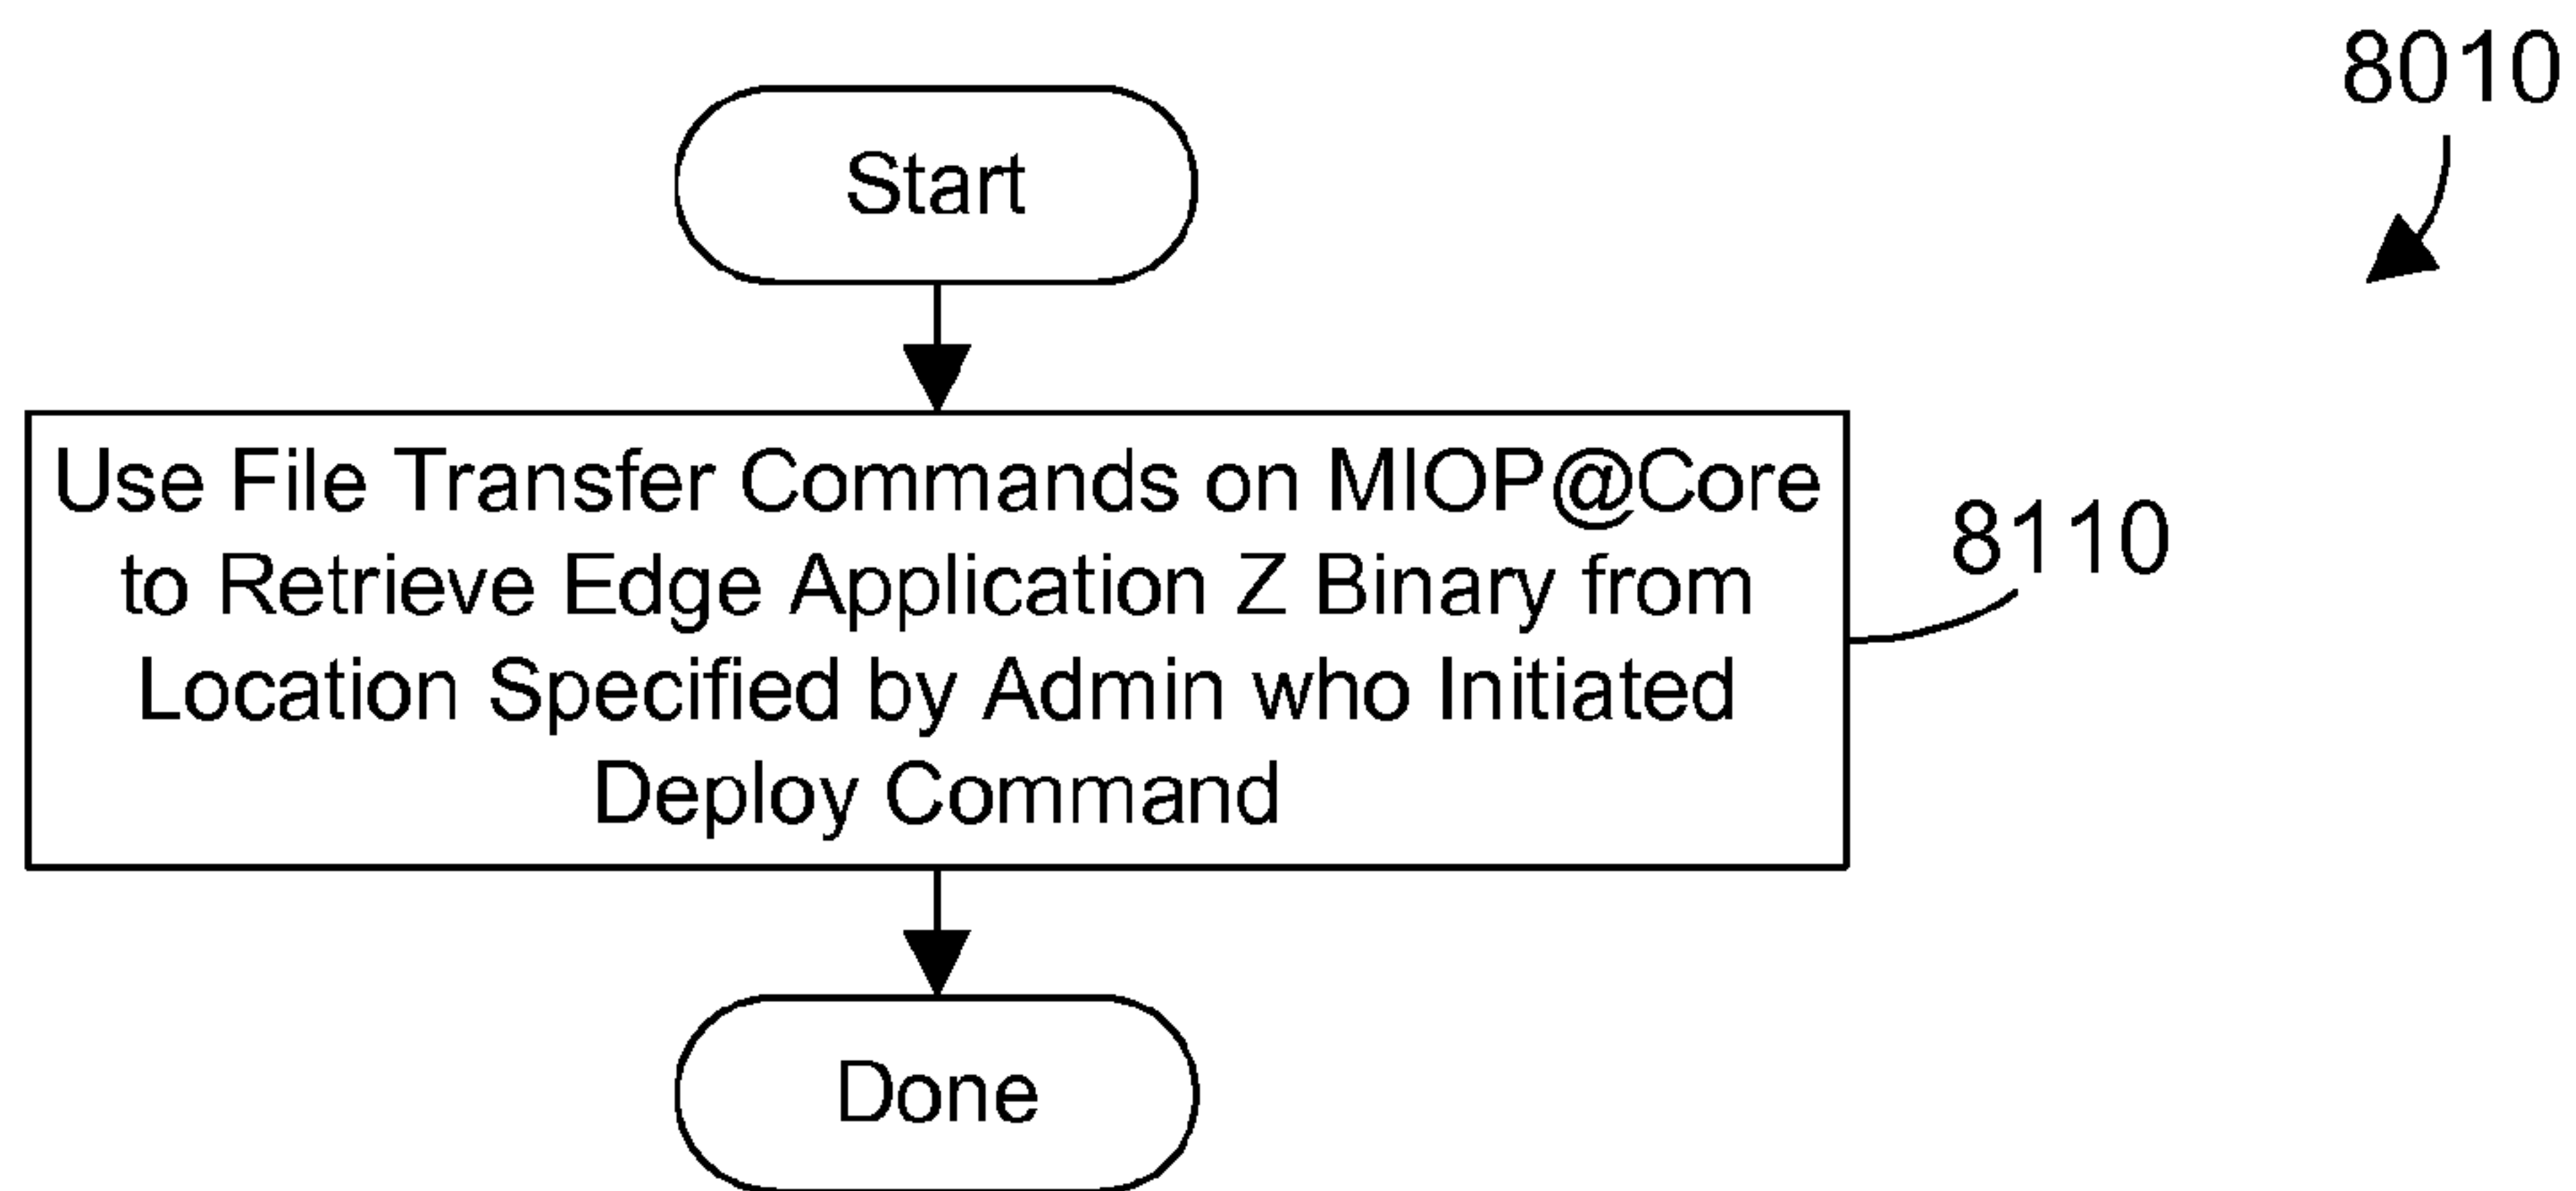 8010
Start
Use File Transfer Commands on MIOP@Core
to Retrieve Edge Application Z Binary from
Location Specified by Admin who Initiated
Deploy Command
8110
Done